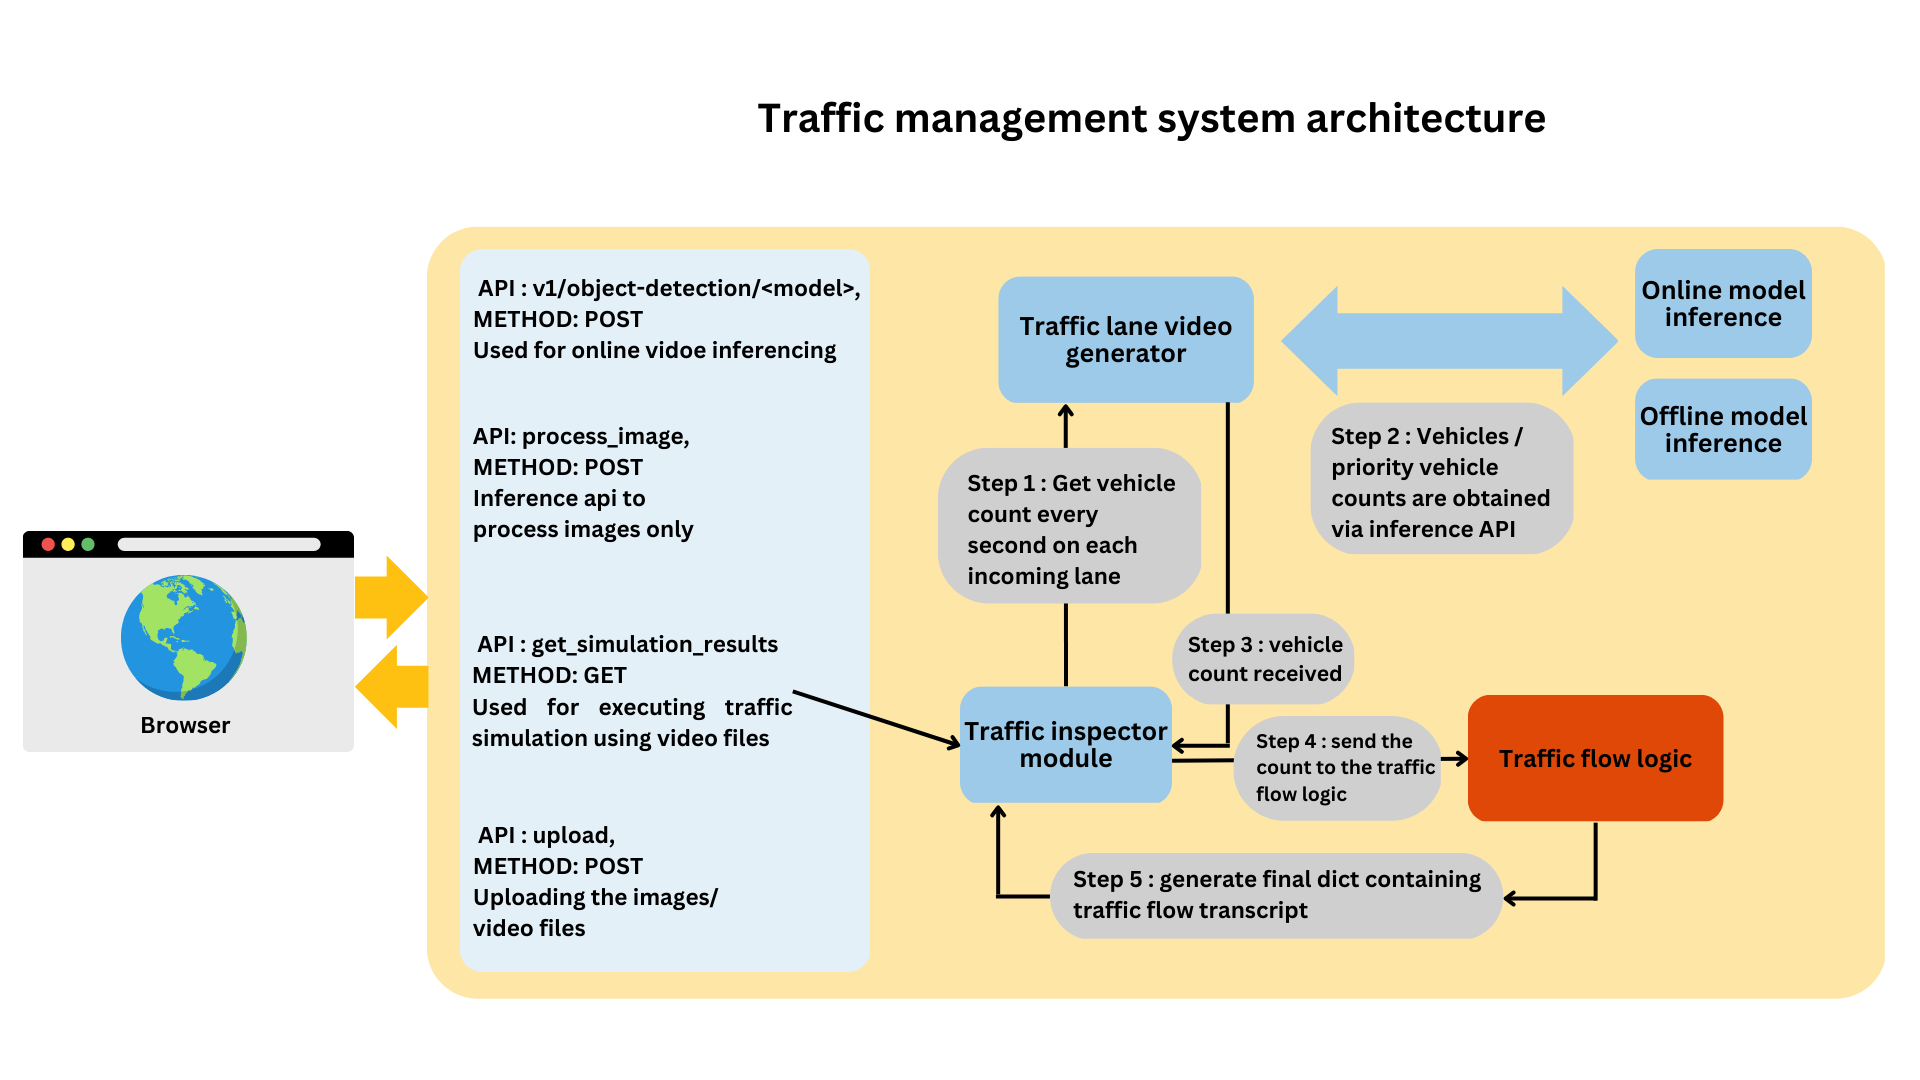 Traffic management system architecture
API : v1/object-detection/<model>,
METHOD: POST
Used for online vidoe inferencing
API: process_image,
METHOD: POST
Inference api to
process images only
API : get_simulation_results
METHOD: GET
Used for executing traffic
simulation using video files
API : upload,
METHOD: POST
Uploading the images/
video files
Browser
Traffic lane video
generator
Online model
inference
Offline model
inference
Step 1 : Get vehicle
count every
second on each
incoming lane
Step 2 : Vehicles /
priority vehicle
counts are obtained
via inference API
Step 3 : vehicle
count received
Traffic inspector
module
Step 4 : send the
count to the traffic
flow logic
Traffic flow logic
Step 5 : generate final dict containing
traffic flow transcript